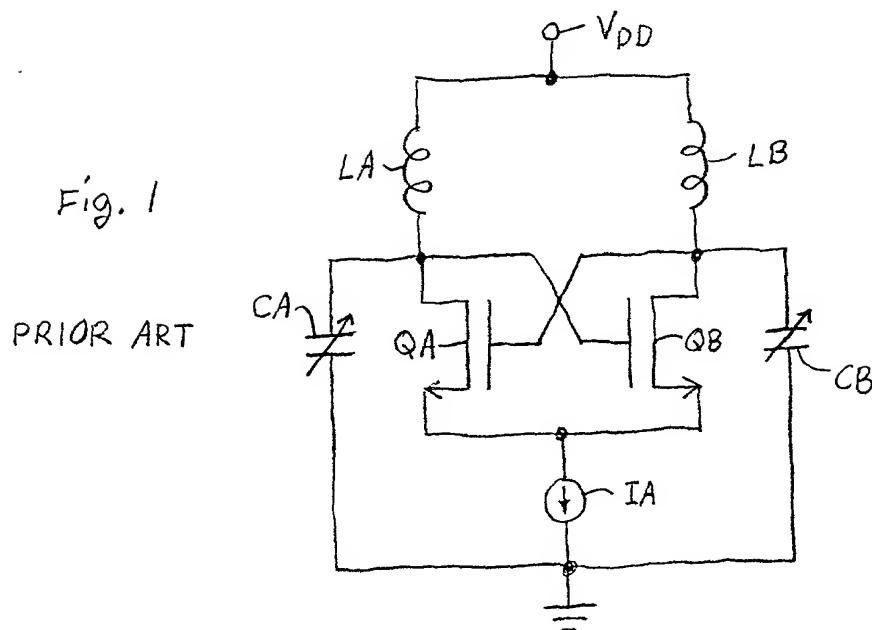 VDD
LA
LB
Fig. 1
CA
PRIOR ART
QA
QB
CB
IA